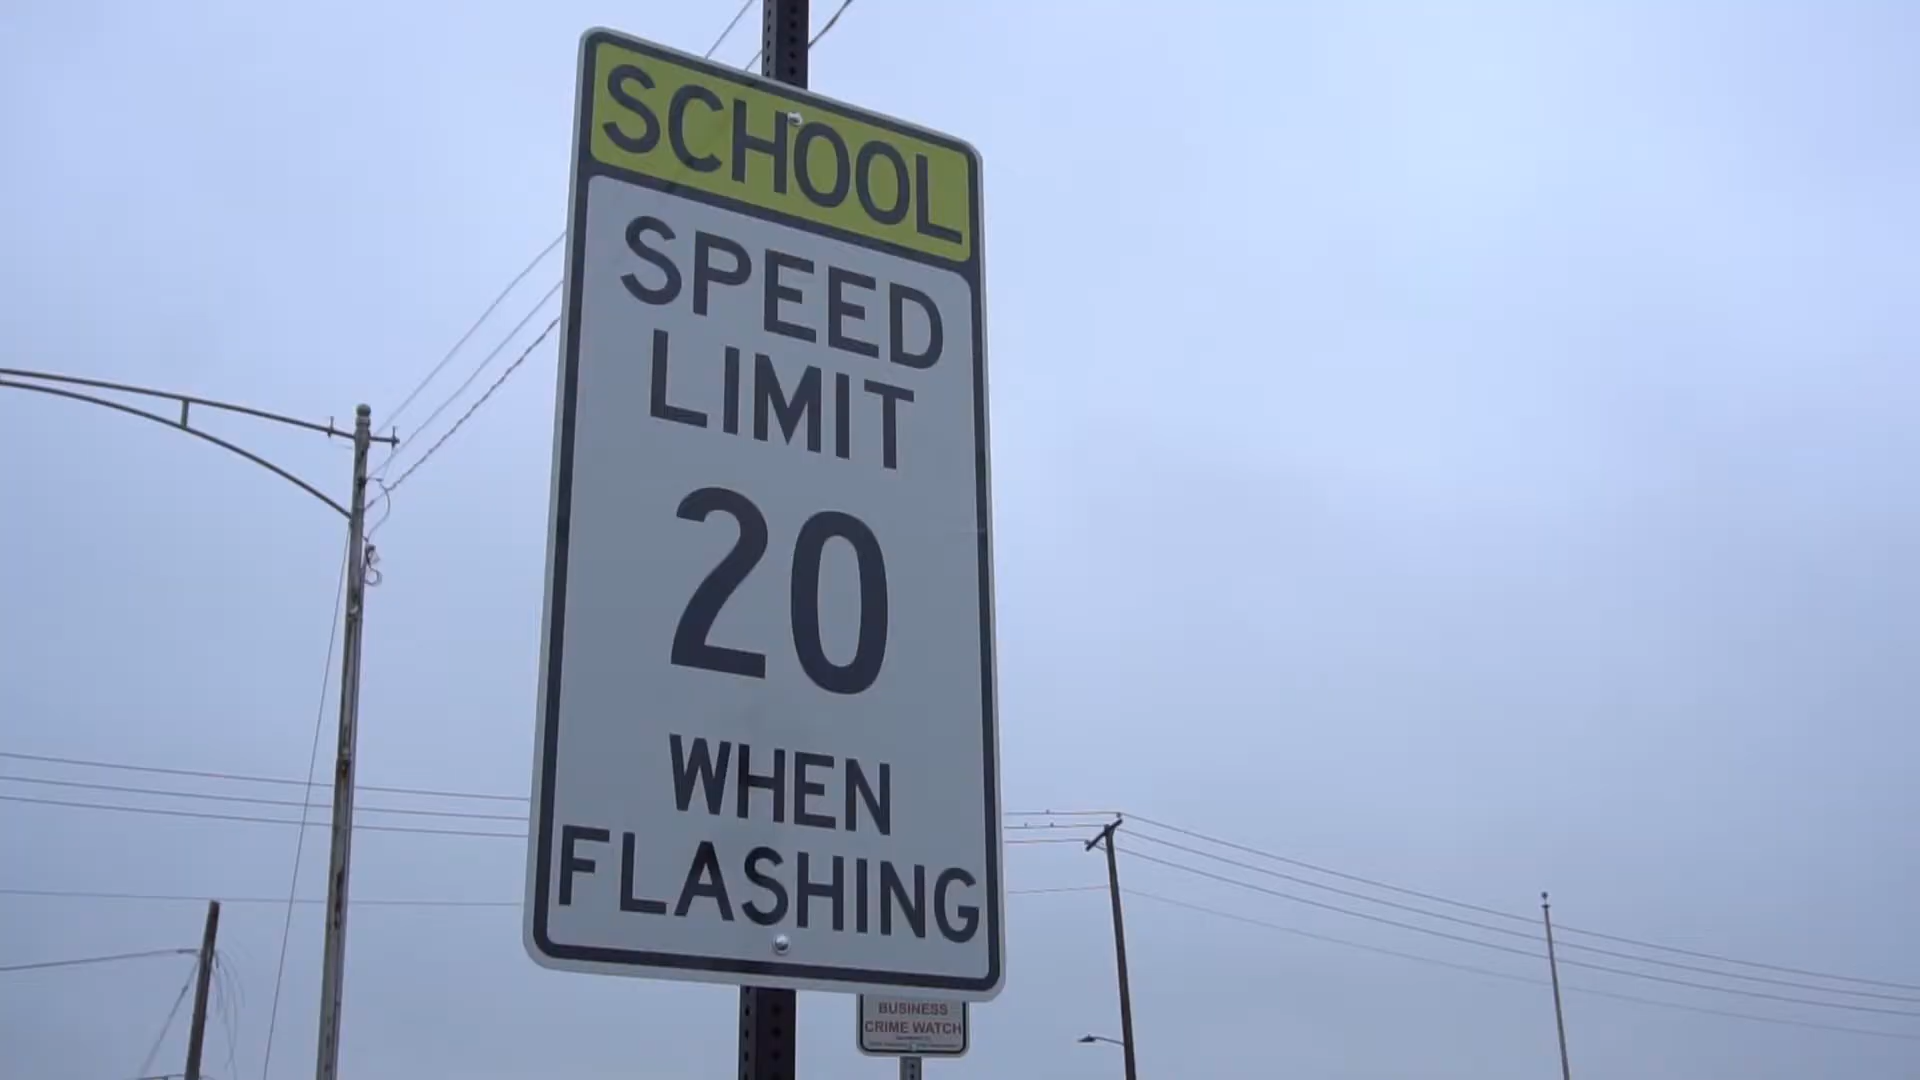 SCHOOL
SPEED
LIMIT
20
WHEN
FLASHING
BUSINESS
CRIME WATCH